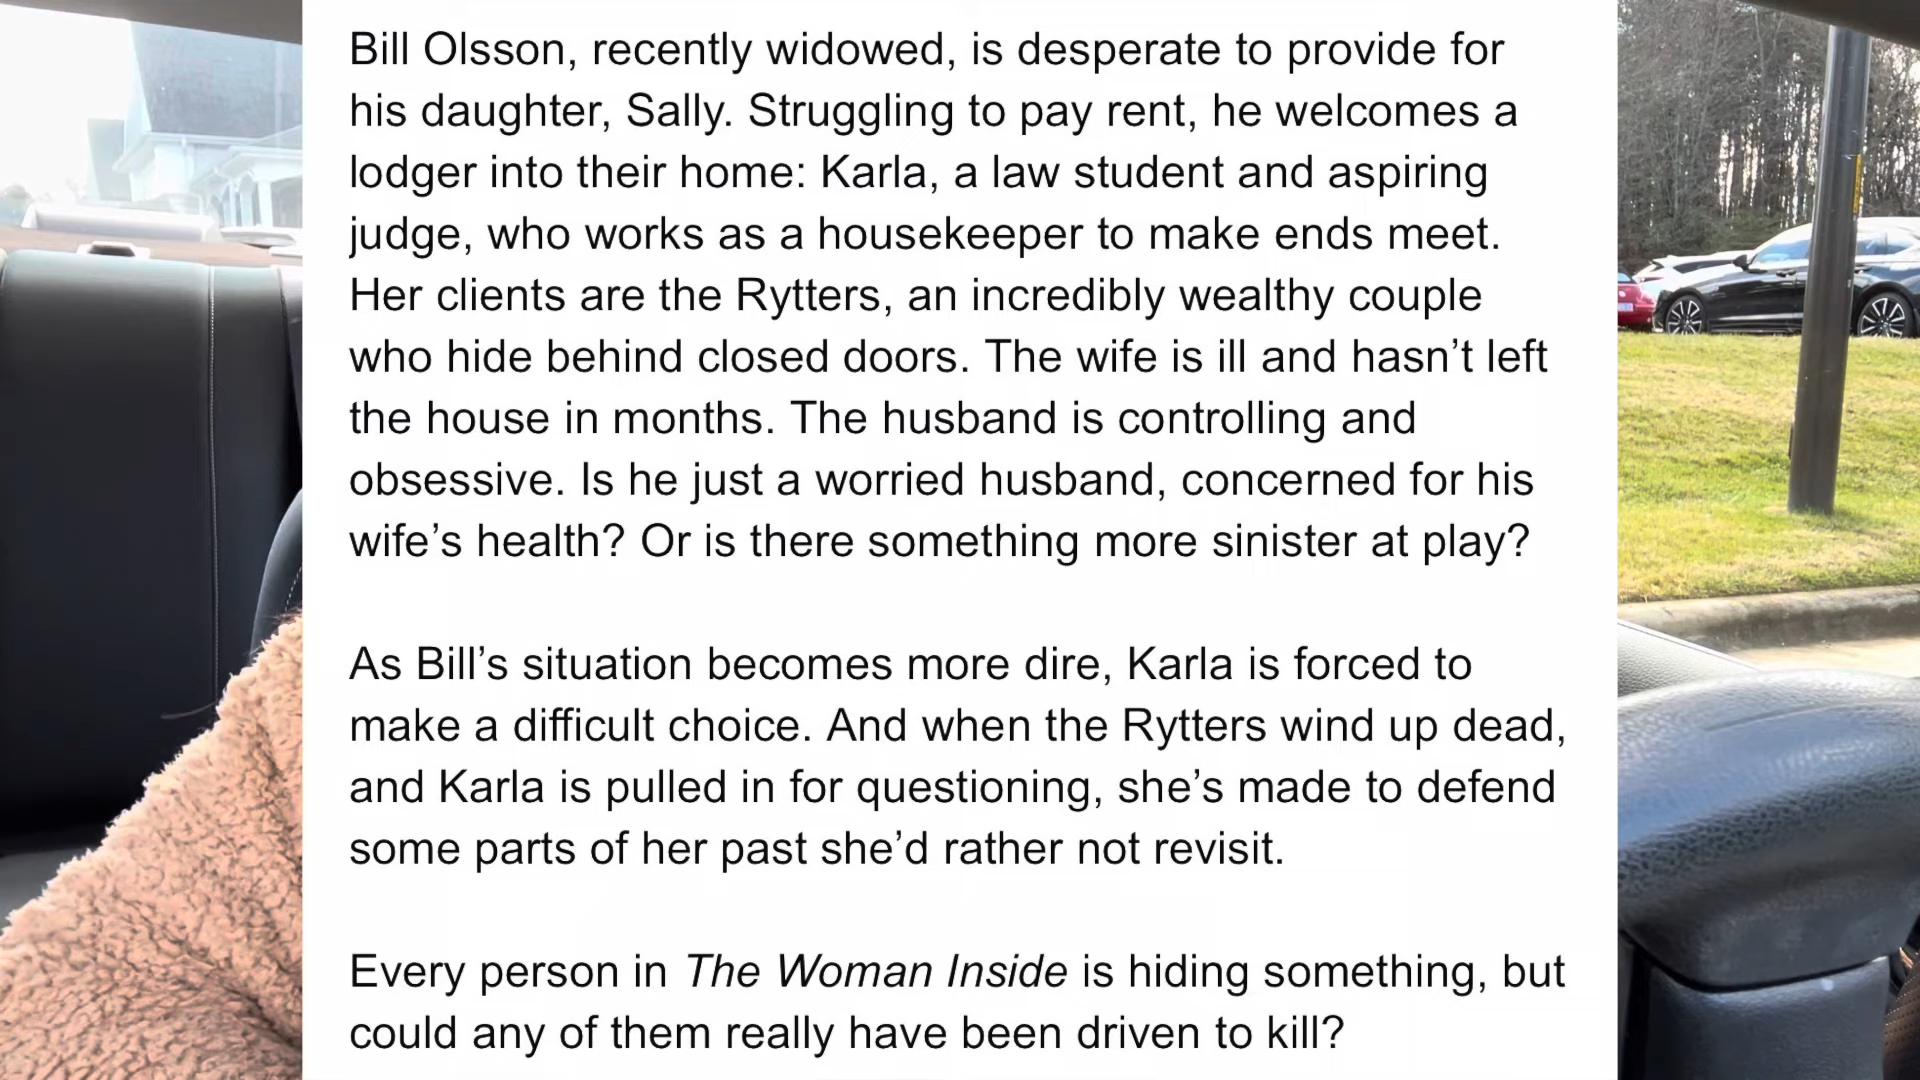 Bill Olsson, recently widowed, is desperate to provide for
his daughter, Sally. Struggling to pay rent, he welcomes a
lodger into their home: Karla, a law student and aspiring
judge, who works as a housekeeper to make ends meet.
Her clients are the Rytters, an incredibly wealthy couple
who hide behind closed doors. The wife is ill and hasn’t left
the house in months. The husband is controlling and
obsessive. Is he just a worried husband, concerned for his
wife’s health? Or is there something more sinister at play?
As Bill’s situation becomes more dire, Karla is forced to
make a difficult choice. And when the Rytters wind up dead,
and Karla is pulled in for questioning, she’s made to defend
some parts of her past she’d rather not revisit.
Every person in The Woman Inside is hiding something, but
could any of them really have been driven to kill?